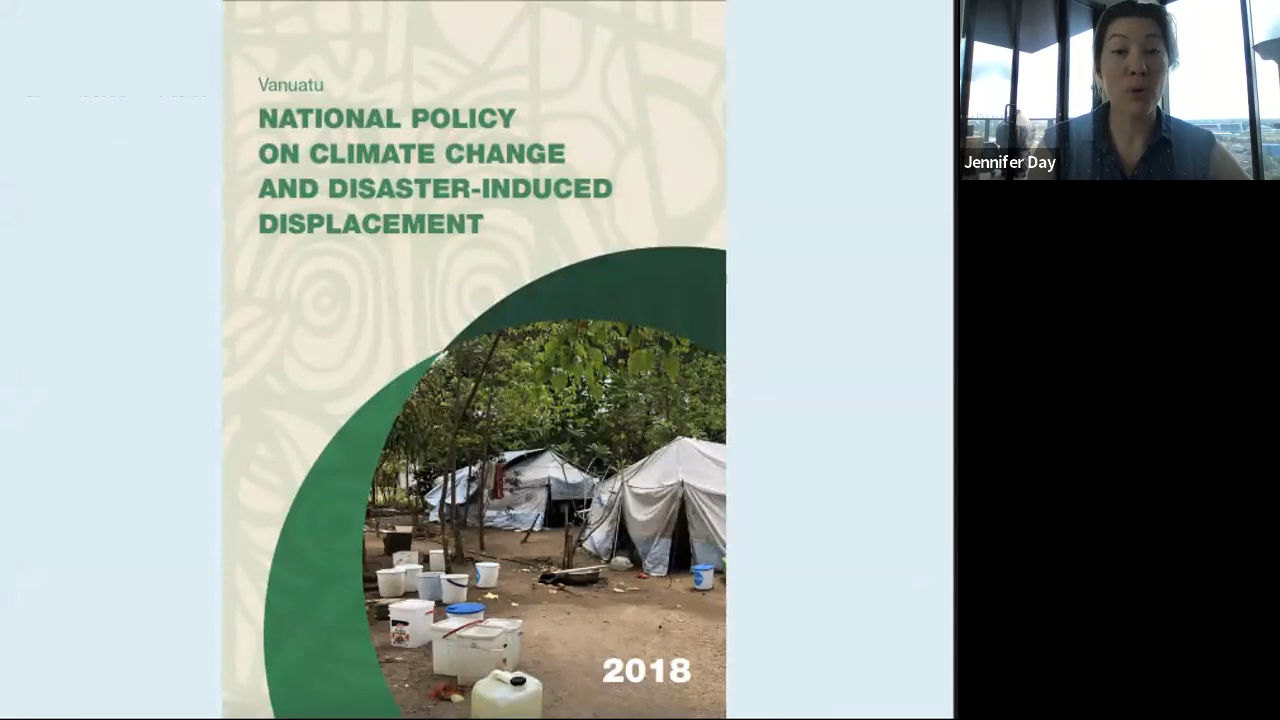 Vanuatu
NATIONAL POLICY
ON CLIMATE CHANGE
AND DISASTER-INDUCED
DISPLACEMENT
2018
Jennifer Day